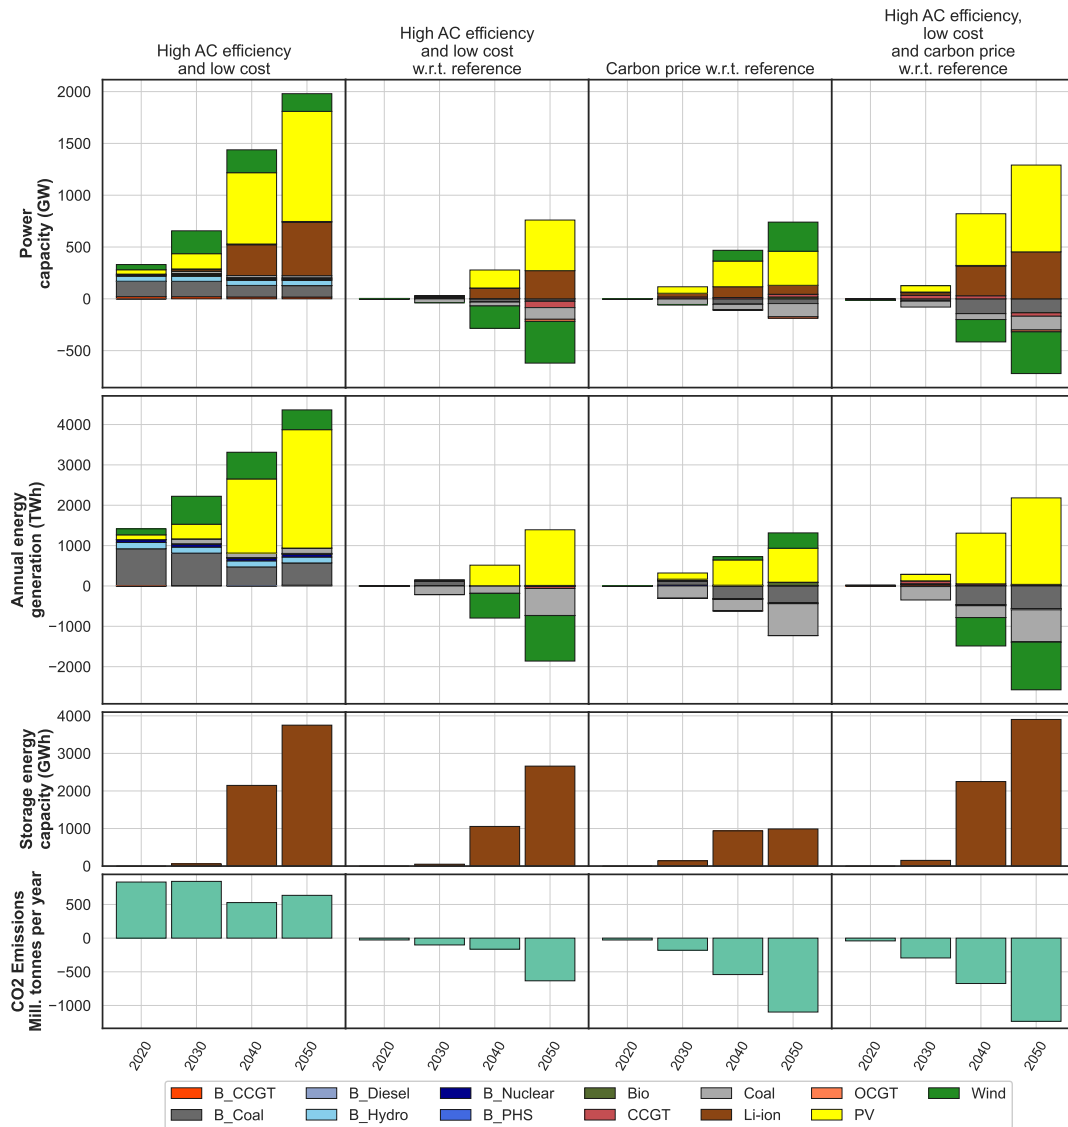 High AC efficiency
and low cost
High AC efficiency
and low cost
w.r.t. reference
Carbon price w.r.t. reference
High AC efficiency,
low cost
and carbon price
w.r.t. reference
Power
capacity (GW)
2000
1500
1000
500
0
−500
Annual energy
generation (TWh)
4000
3000
2000
1000
0
−1000
−2000
Storage energy
capacity (GWh)
4000
3000
2000
1000
0
CO2 Emissions
Mill. tonnes per year
500
0
−500
−1000
2020 2030 2040 2050 2020 2030 2040 2050 2020 2030 2040 2050 2020 2030 2040 2050
B_CCGT B_Diesel B_Nuclear Bio Coal OCGT Wind
B_Coal B_Hydro B_PHS CCGT Li-ion PV